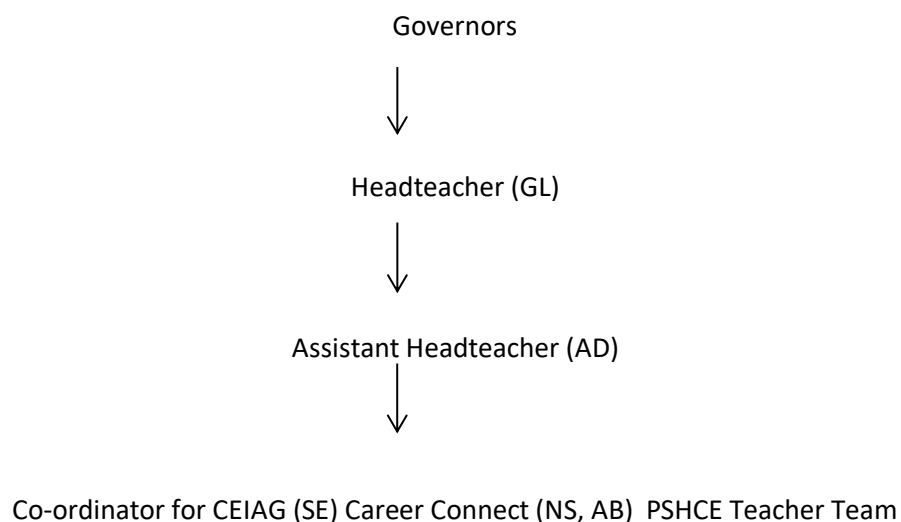 Governors
Headteacher (GL)
Assistant Headteacher (AD)
Co-ordinator for CEIAG (SE) Career Connect (NS, AB)  PSHCE Teacher Team